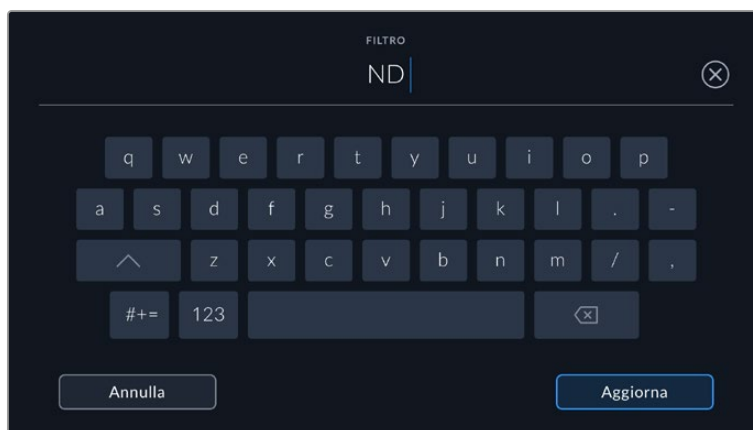 FILTRO
ND
q w e r t y u i o p
a s d f g h j k l . -
z x c v b n m / ,
#+= 123
Annulla Aggiorna